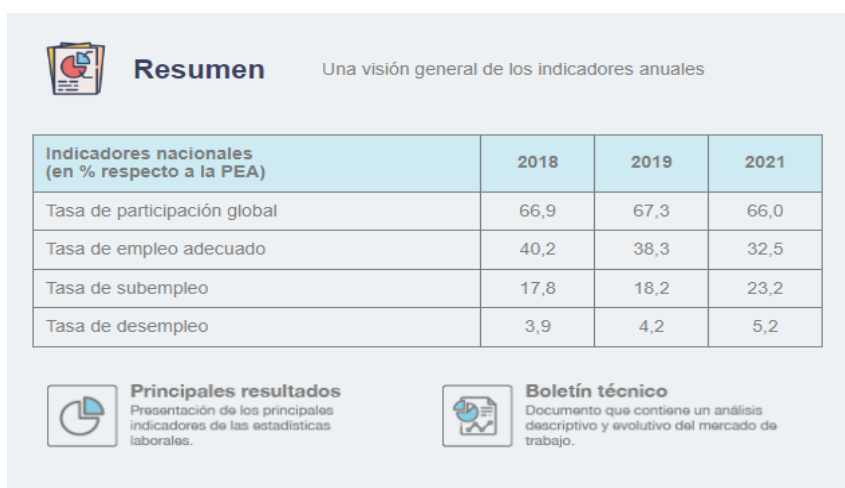 Resumen
Una visión general de los indicadores anuales
Indicadores nacionales
(en % respecto a la PEA)
2018
2019
2021
Tasa de participación global
66,9
67,3
66,0
Tasa de empleo adecuado
40,2
38,3
32,5
Tasa de subempleo
17,8
18,2
23,2
Tasa de desempleo
3,9
4,2
5,2
Principales resultados
Presentación de los principales
indicadores de las estadísticas
laborales.
Boletín técnico
Documento que contiene un análisis
descriptivo y evolutivo del mercado de
trabajo.